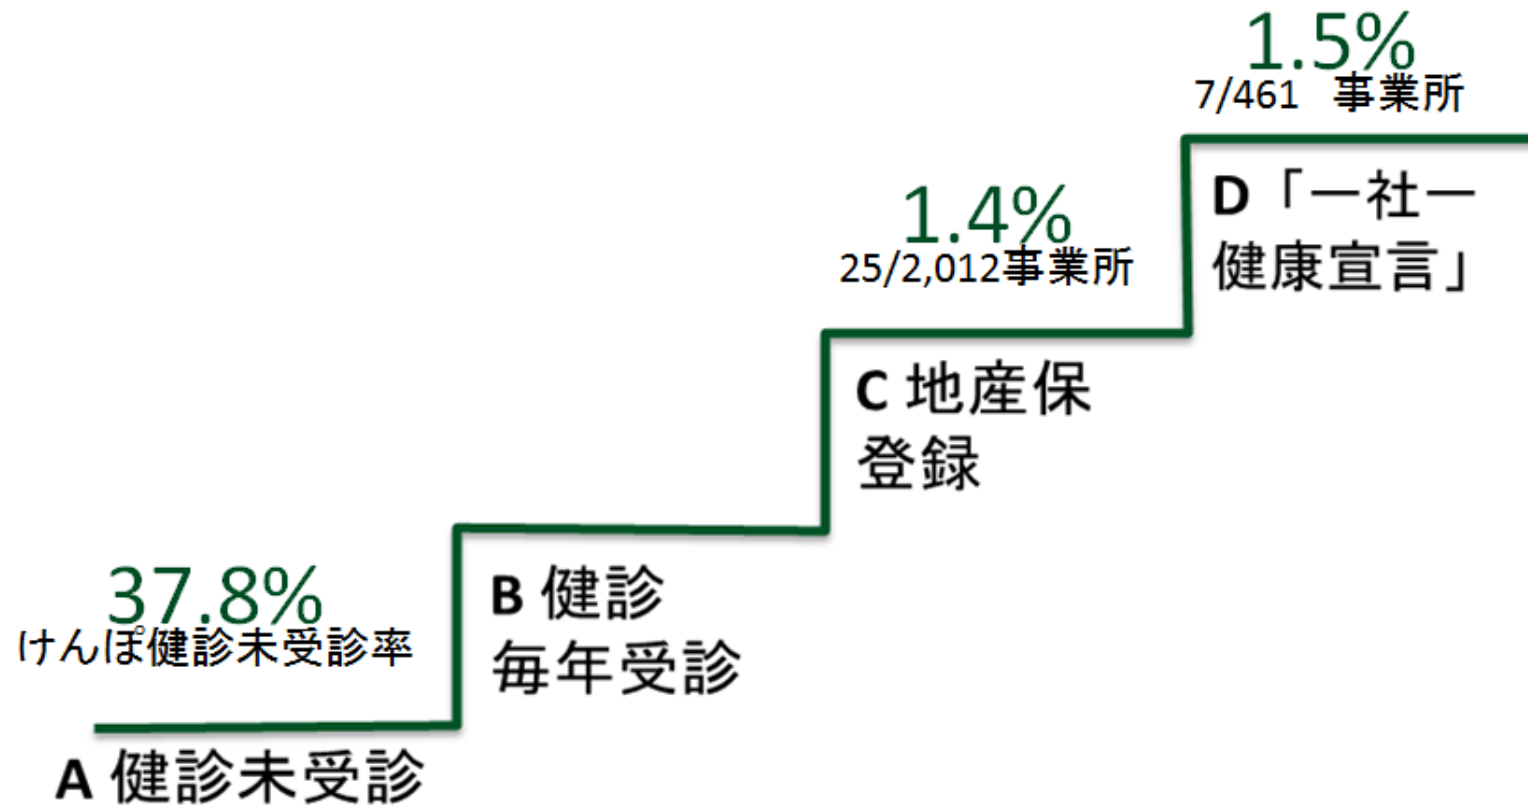 1.5%
7/461 事業所
D「一社一
健康宣言」
1.4%
25/2,012事業所
C 地産保
登録
37.8%
けんぽ健診未受診率
B 健診
毎年受診
A 健診未受診